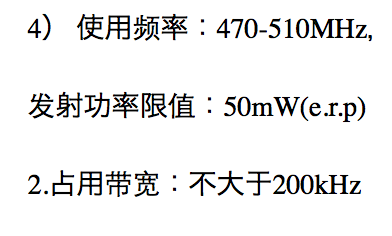 4） 使用频率：470-510MHz,
发射功率限值：50mW(e.r.p)
2.占用带宽：不大于200kHz